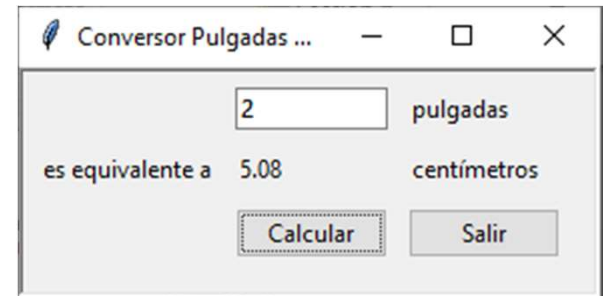 Conversor Pulgadas ...
2 pulgadas
es equivalente a 5.08 centímetros
Calcular Salir